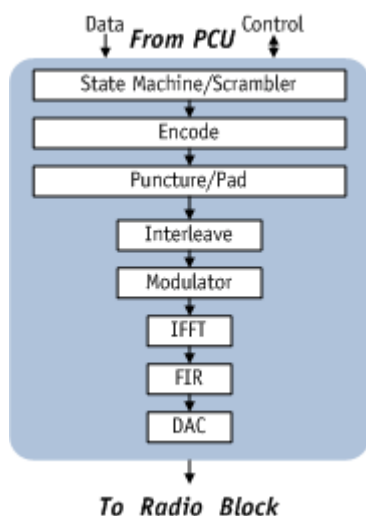 Data Control
From PCU
State Machine/Scrambler
Encode
Puncture/Pad
Interleave
Modulator
IFFT
FIR
DAC
To Radio Block